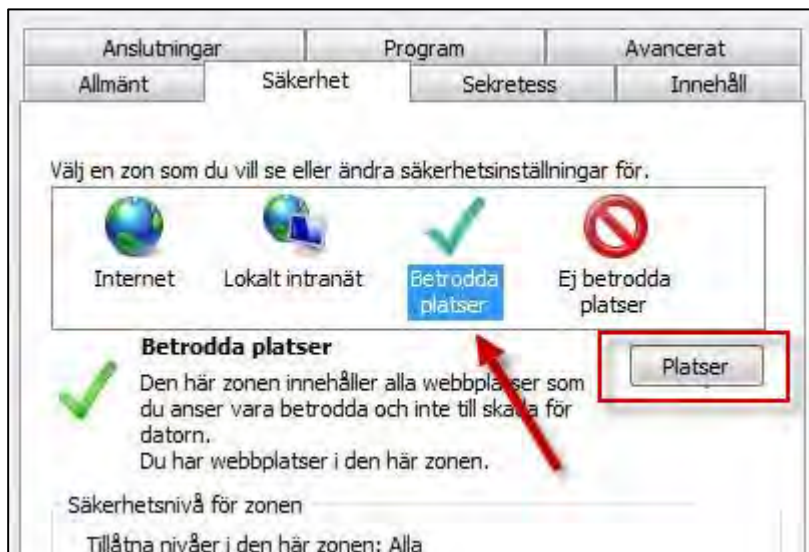 Anslutningar Program Avancerat
Allmänt Säkerhet Sekretess Innehåll
Välj en zon som du vill se eller ändra säkerhetsinställningar för.
Internet Lokalt intranät Betrodda platser Ej betrodda platser
Betrodda platser
Platser
Den här zonen innehåller alla webbplatser som
du anser vara betrodda och inte till skada för
datorn.
Du har webbplatser i den här zonen.
Säkerhetsnivå för zonen
Tillåtna nivåer i den här zonen: Alla